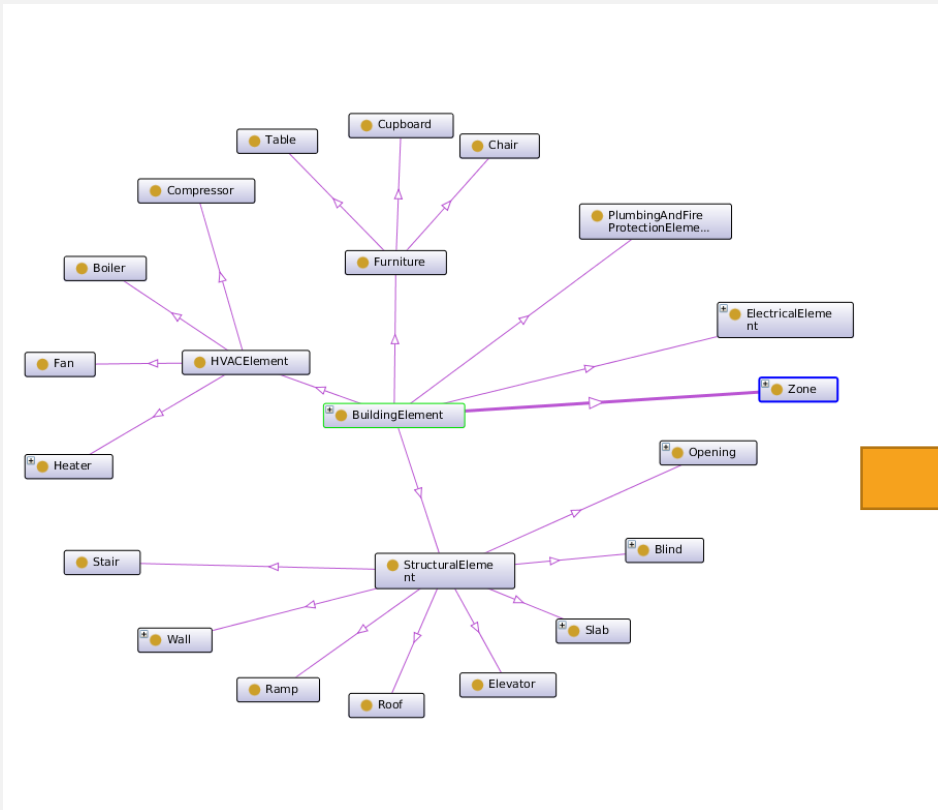 Cupboard
Table
Chair
Compressor
PlumbingAndFire
ProtectionEleme...
Furniture
Boiler
ElectricalEleme
nt
HVACElement
Fan
Zone
BuildingElement
Opening
Heater
Blind
Stair
StructuralEleme
nt
Slab
Wall
Elevator
Ramp
Roof